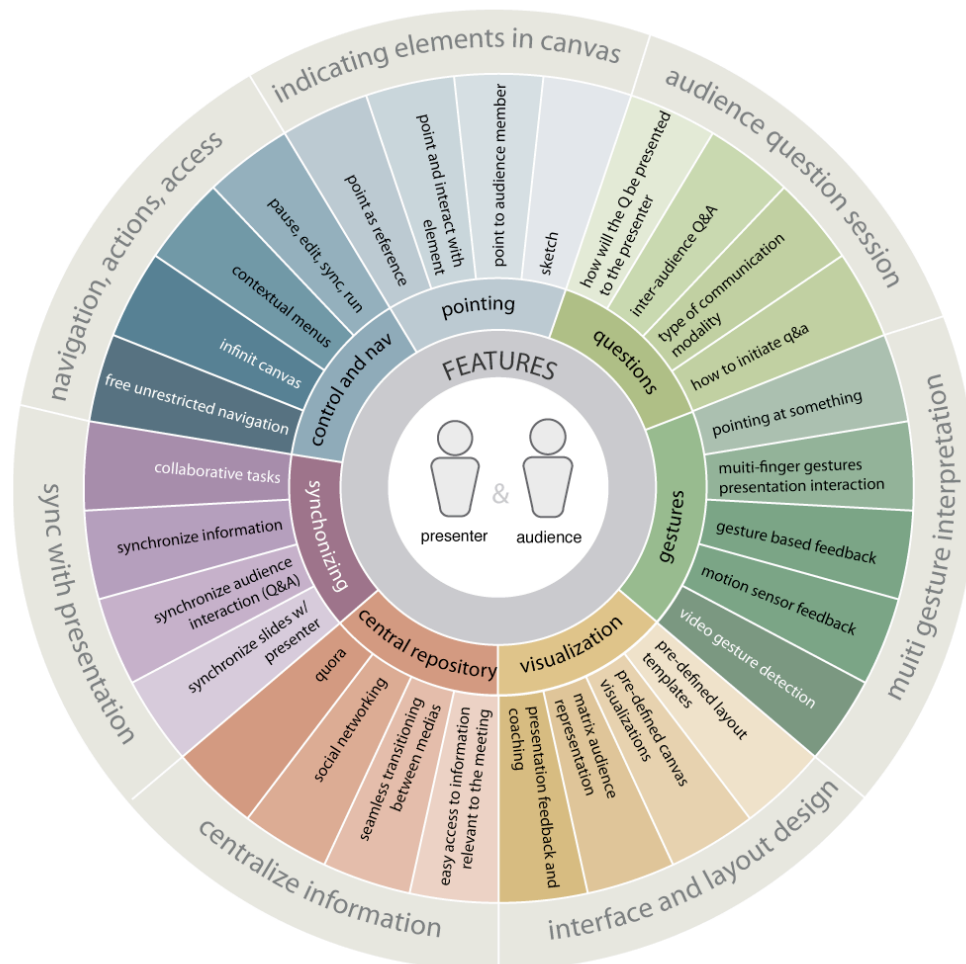 FEATURES
presenter
&
audience
indicating elements in canvas
pointing
point as reference
point and interact with
element
point to audience member
sketch
audience question session
questions
how will the Q be presented
to the presenter
inter-audience Q&A
type of communication
modality
how to initiate q&a
multi gesture interpretation
gestures
pointing at something
multi-finger gestures
presentation interaction
gesture based feedback
motion sensor feedback
video gesture detection
interface and layout design
visualization
pre-defined layout
templates
pre-defined canvas
visualizations
matrix audience
representation
presentation feedback and
coaching
centralize information
central repository
easy access to information
relevant to the meeting
seamless transitioning
between medias
social networking
quora
sync with presentation
synchonizing
synchronize slides w/
presenter
synchronize audience
interaction (Q&A)
synchronize information
collaborative tasks
navigation, actions, access
control and nav
free unrestricted navigation
infinit canvas
contextual menus
pause, edit, sync, run